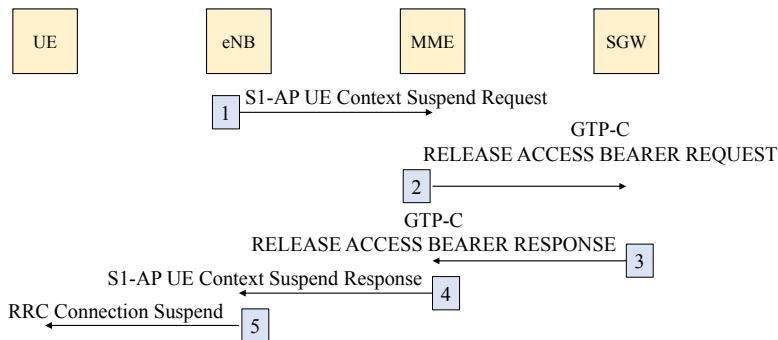 UE
eNB
MME
SGW
S1-AP UE Context Suspend Request
1
GTP-C
RELEASE ACCESS BEARER REQUEST
2
GTP-C
RELEASE ACCESS BEARER RESPONSE
3
S1-AP UE Context Suspend Response
4
RRC Connection Suspend
5